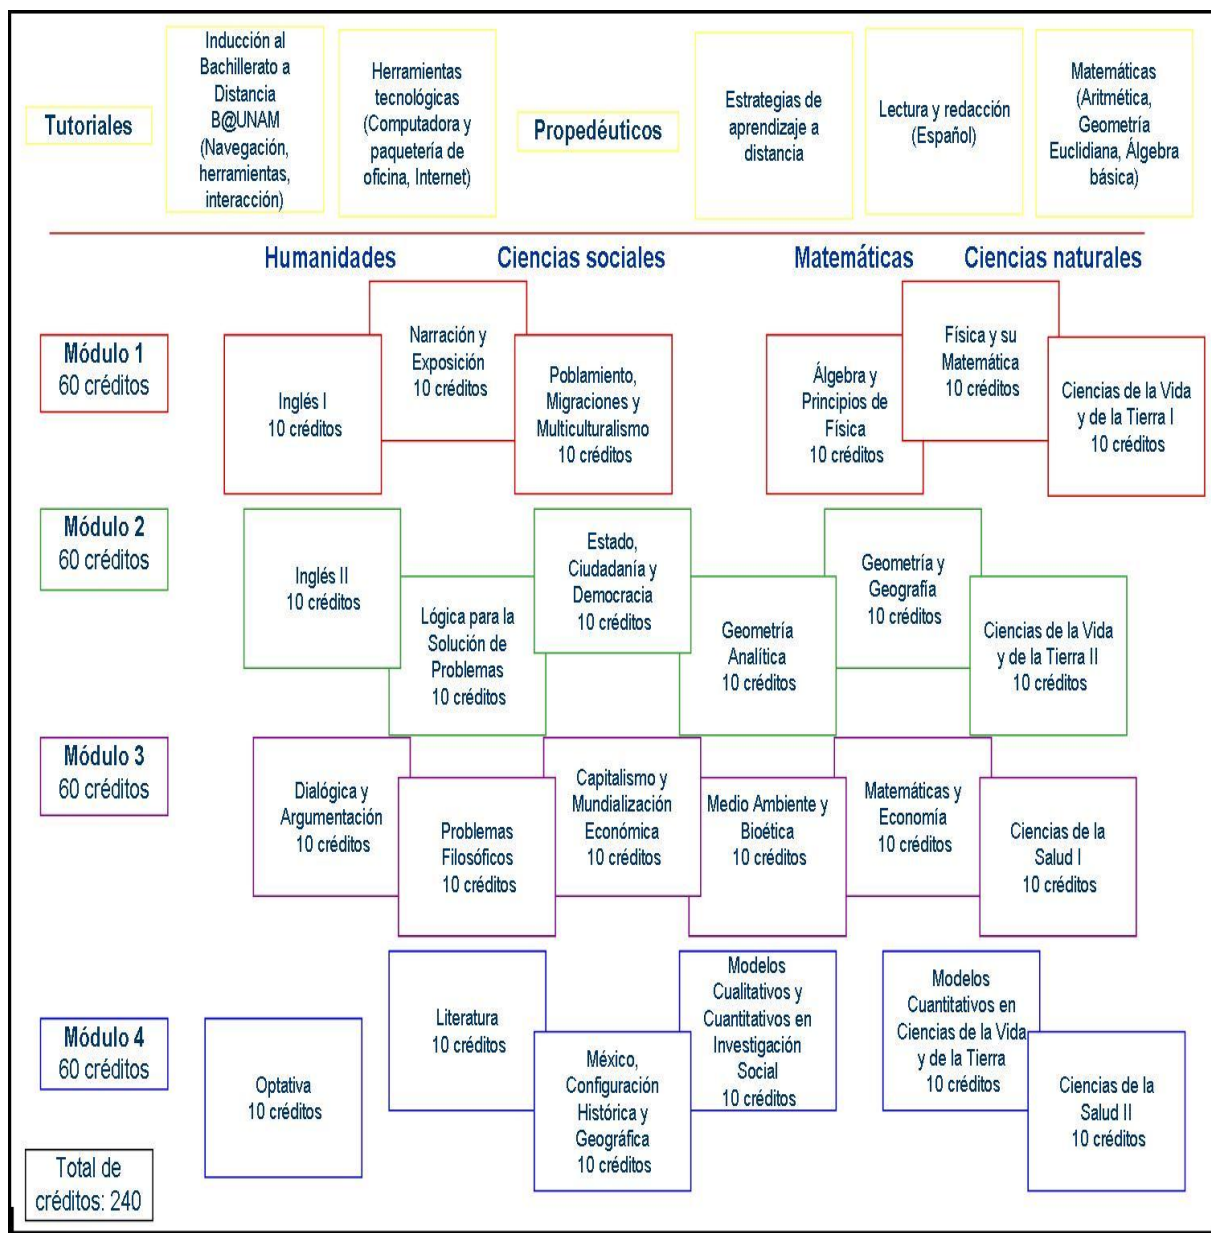 Tutoriales
Inducción al
Bachillerato a
Distancia
B@UNAM
(Navegación,
herramientas,
interacción)
Herramientas
tecnológicas
(Computadora y
paquetería de
oficina, Internet)
Propedéuticos
Estrategias de
aprendizaje a
distancia
Lectura y redacción
(Español)
Matemáticas
(Aritmética,
Geometría
Euclidiana, Álgebra
básica)
Humanidades
Ciencias sociales
Matemáticas
Ciencias naturales
Módulo 1
60 créditos
Inglés I
10 créditos
Narración y
Exposición
10 créditos
Poblamiento,
Migraciones y
Multiculturalismo
10 créditos
Álgebra y
Principios de
Física
10 créditos
Física y su
Matemática
10 créditos
Ciencias de la Vida
y de la Tierra I
10 créditos
Módulo 2
60 créditos
Inglés II
10 créditos
Lógica para la
Solución de
Problemas
10 créditos
Estado,
Ciudadanía y
Democracia
10 créditos
Geometría
Analítica
10 créditos
Geometría y
Geografía
10 créditos
Ciencias de la Vida
y de la Tierra II
10 créditos
Módulo 3
60 créditos
Dialógica y
Argumentación
10 créditos
Problemas
Filosóficos
10 créditos
Capitalismo y
Mundialización
Económica
10 créditos
Medio Ambiente y
Bioética
10 créditos
Matemáticas y
Economía
10 créditos
Ciencias de la
Salud I
10 créditos
Módulo 4
60 créditos
Optativa
10 créditos
Literatura
10 créditos
México,
Configuración
Histórica y
Geográfica
10 créditos
Modelos
Cualitativos y
Cuantitativos en
Investigación
Social
10 créditos
Modelos
Cuantitativos en
Ciencias de la Vida
y de la Tierra
10 créditos
Ciencias de la
Salud II
10 créditos
Total de
créditos: 240